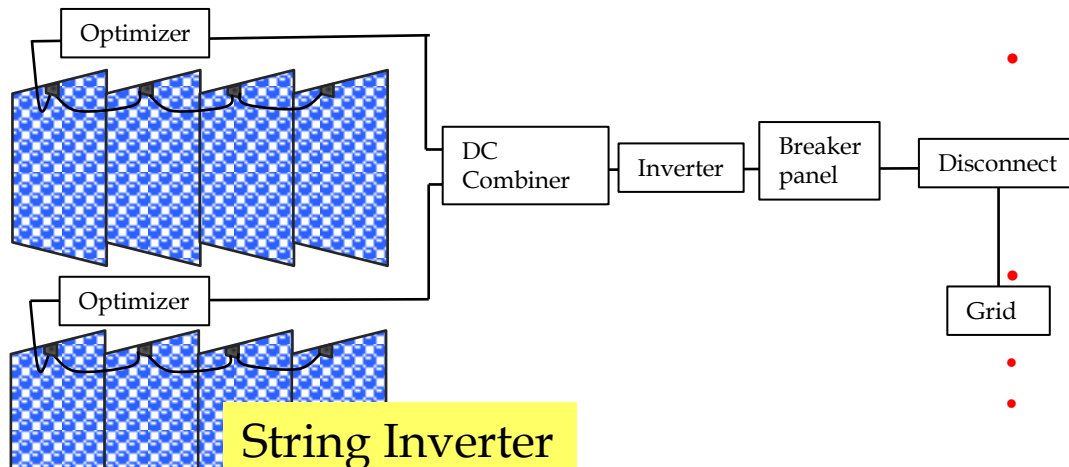 Optimizer
DC
Combiner
Inverter
Breaker
panel
Disconnect
Optimizer
Grid
String Inverter